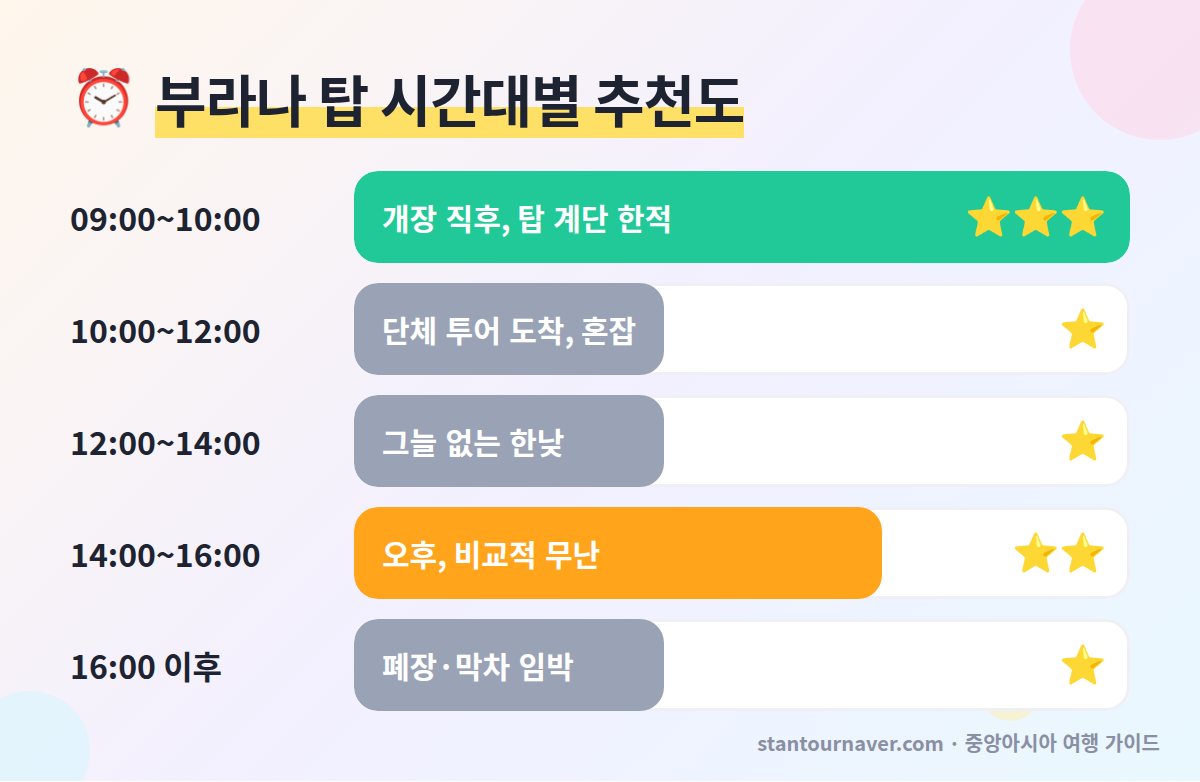 ⏰ 부라나 탑 시간대별 추천도
09:00~10:00 개장 직후, 탑 계단 한적 ⭐⭐⭐
10:00~12:00 단체 투어 도착, 혼잡 ⭐
12:00~14:00 그늘 없는 한낮 ⭐
14:00~16:00 오후, 비교적 무난 ⭐⭐
16:00 이후 폐장·막차 임박 ⭐
stantournaver.com · 중앙아시아 여행 가이드